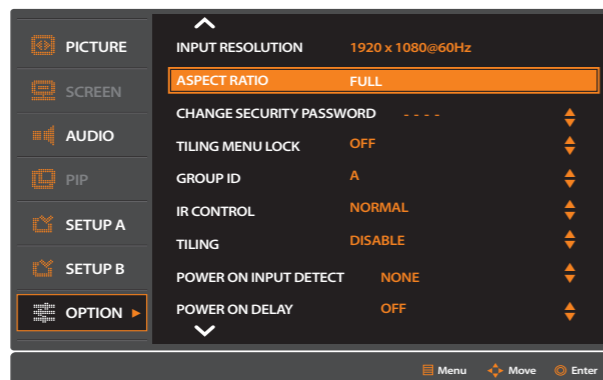 PICTURE
SCREEN
AUDIO
PIP
SETUP A
SETUP B
OPTION
INPUT RESOLUTION 1920 x 1080@60Hz
ASPECT RATIO FULL
CHANGE SECURITY PASSWORD - - - -
TILING MENU LOCK OFF
GROUP ID A
IR CONTROL NORMAL
TILING DISABLE
POWER ON INPUT DETECT NONE
POWER ON DELAY OFF
Menu Move Enter